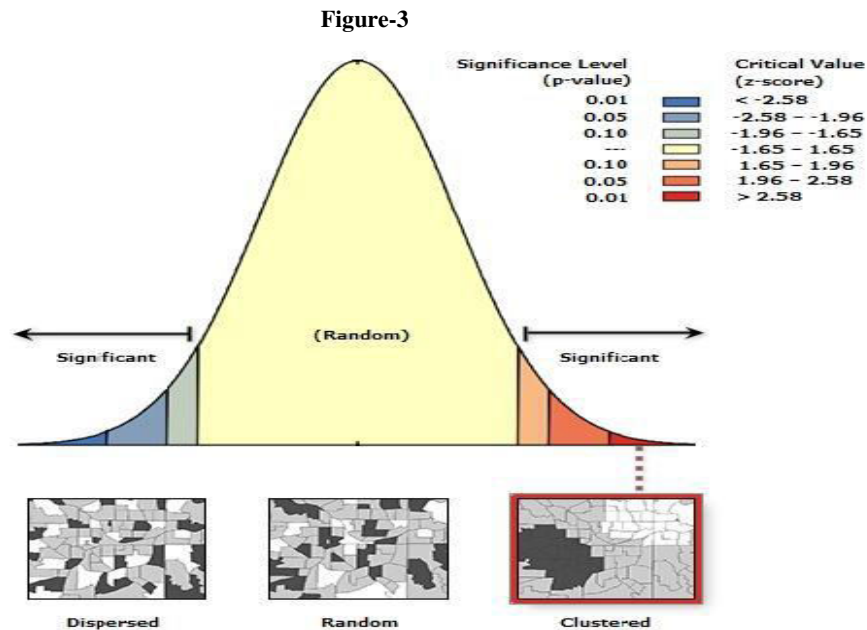 Figure-3
Significance Level (p-value) Critical Value (z-score)
0.01 < -2.58
0.05 -2.58 – -1.96
0.10 -1.96 – -1.65
--- -1.65 - 1.65
0.10 1.65 – 1.96
0.05 1.96 – 2.58
0.01 > 2.58
(Random)
Significant Significant
Dispersed Random Clustered